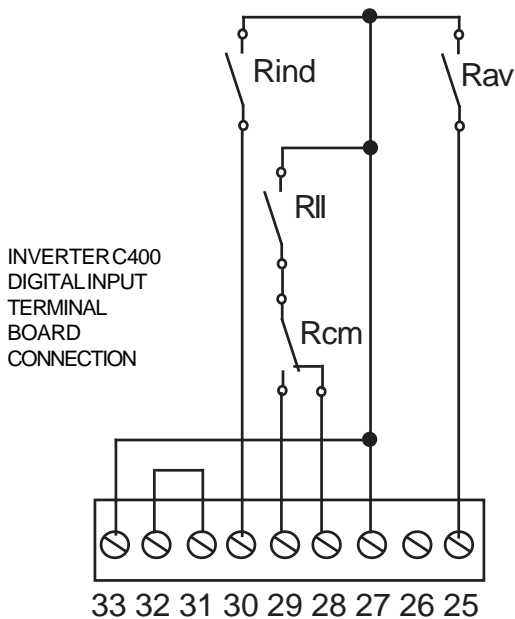 Rind
Rav
Rll
INVERTER C400
DIGITAL INPUT
TERMINAL
BOARD
CONNECTION
Rcm
33 32 31 30 29 28 27 26 25